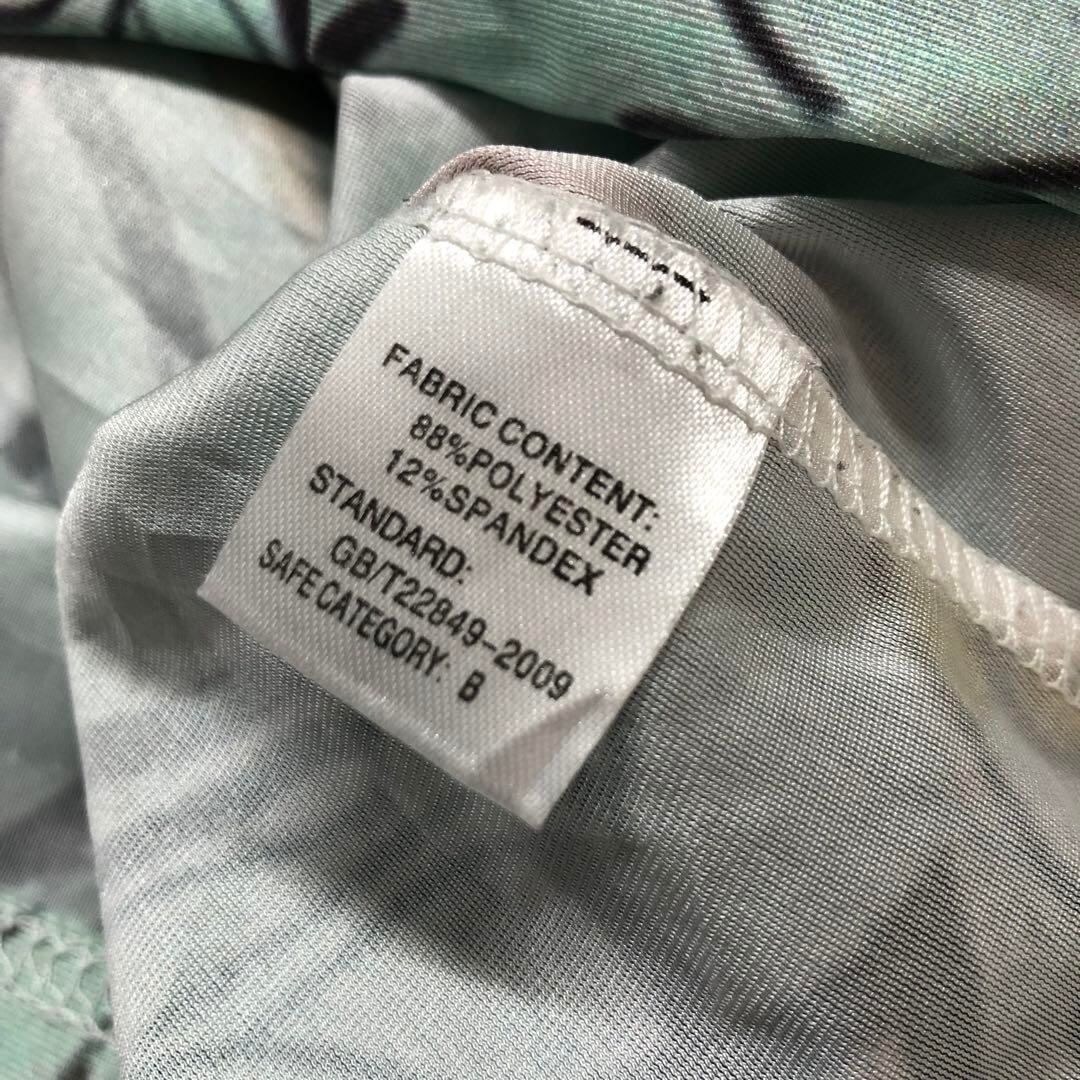 FABRIC CONTENT:
88%POLYESTER
12%SPANDEX
STANDARD:
GB/T22849-2009
SAFE CATEGORY: B